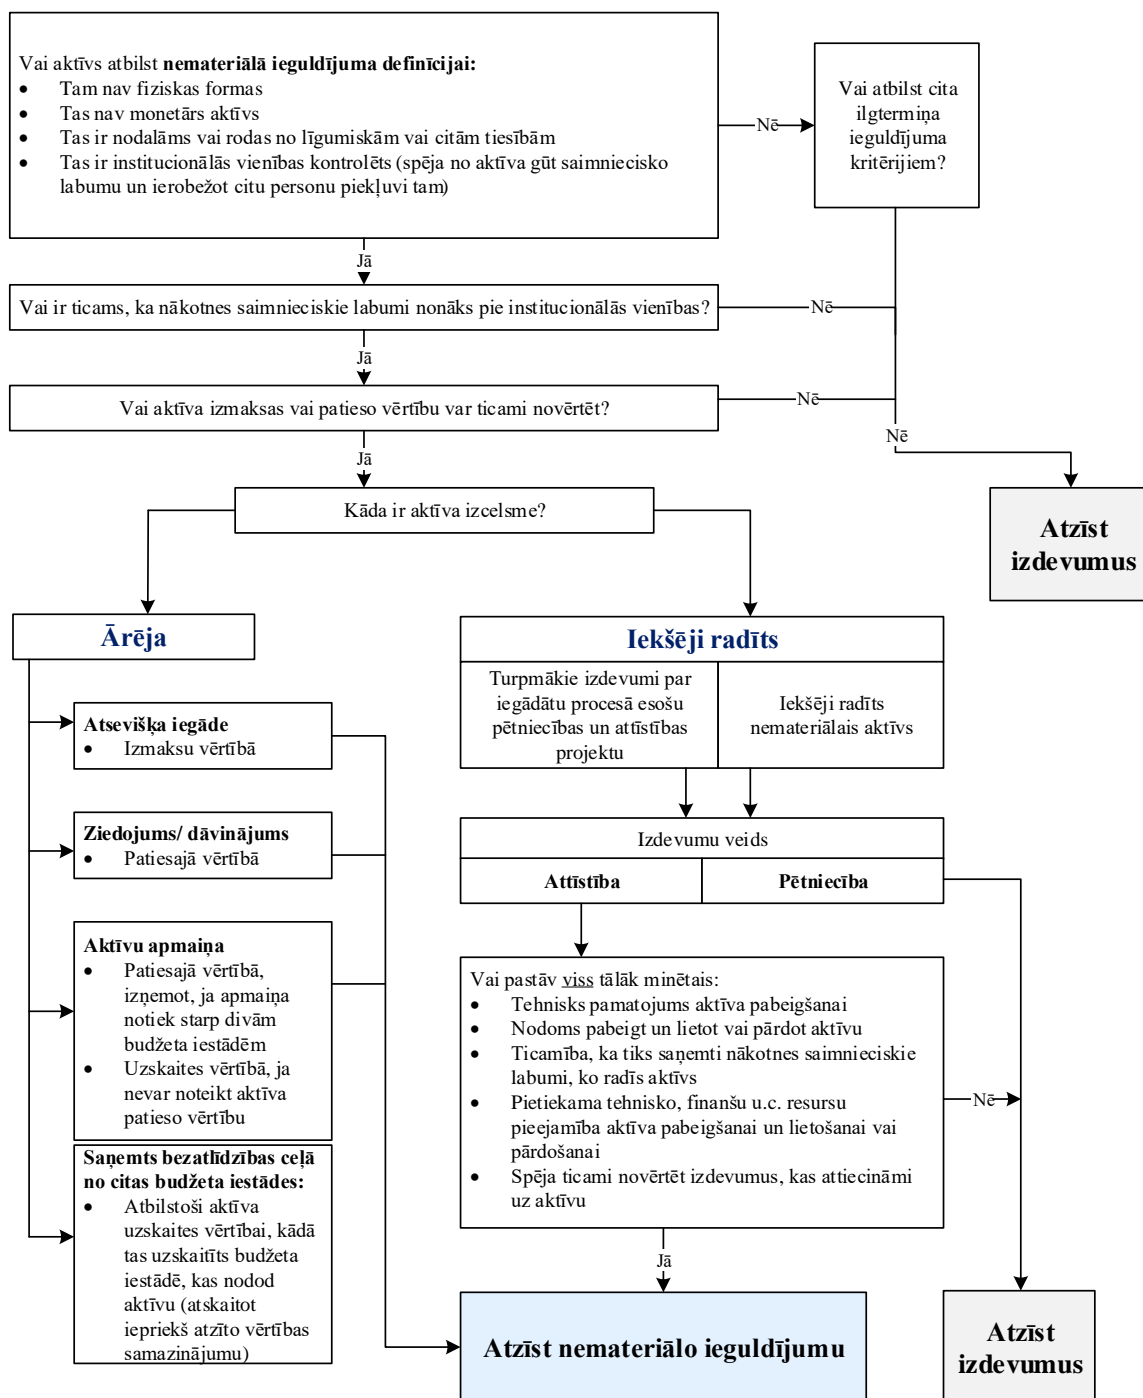 Vai aktīvs atbilst nemateriālā ieguldījuma definīcijai:
• Tam nav fiziskas formas
• Tas nav monetārs aktīvs
• Tas ir nodalāms vai rodas no līgumiskām vai citām tiesībām
• Tas ir institucionālās vienības kontrolēts (spēja no aktīva gūt saimniecisko
labumu un ierobežot citu personu piekļuvi tam)
Nē
Vai atbilst cita
ilgtermiņa
ieguldījuma
kritērijiem?
Jā
Vai ir ticams, ka nākotnes saimnieciskie labumi nonāks pie institucionālās vienības?
Nē
Jā
Vai aktīva izmaksas vai patieso vērtību var ticami novērtēt?
Nē
Nē
Jā
Kāda ir aktīva izcelsme?
Atzīst
izdevumus
Ārēja
Atsevišķa iegāde
• Izmaksu vērtībā
Ziedojums/ dāvinājums
• Patiesajā vērtībā
Aktīvu apmaiņa
• Patiesajā vērtībā,
izņemot, ja apmaiņa
notiek starp divām
budžeta iestādēm
• Uzskaites vērtībā, ja
nevar noteikt aktīva
patieso vērtību
Saņemts bezatlīdzības ceļā
no citas budžeta iestādes:
• Atbilstoši aktīva
uzskaites vērtībai, kādā
tas uzskaitīts budžeta
iestādē, kas nodod
aktīvu (atskaitot
iepriekš atzīto vērtības
samazinājumu)
Iekšēji radīts
Turpmākie izdevumi par
iegādātu procesā esošu
pētniecības un attīstības
projektu
Iekšēji radīts
nemateriālais aktīvs
Izdevumu veids
Attīstība
Pētniecība
Vai pastāv viss tālāk minētais:
• Tehnisks pamatojums aktīva pabeigšanai
• Nodoms pabeigt un lietot vai pārdot aktīvu
• Ticamība, ka tiks saņemti nākotnes saimnieciskie
labumi, ko radīs aktīvs
• Pietiekama tehnisko, finanšu u.c. resursu
pieejamība aktīva pabeigšanai un lietošanai vai
pārdošanai
• Spēja ticami novērtēt izdevumus, kas attiecināmi
uz aktīvu
Nē
Jā
Atzīst nemateriālo ieguldījumu
Atzīst
izdevumus